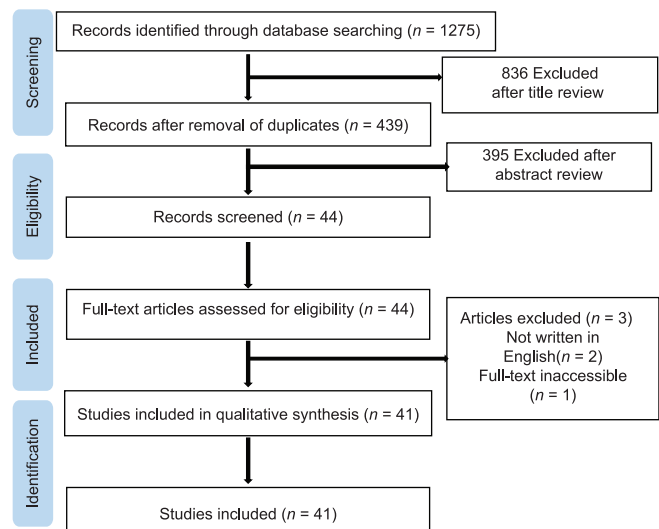 Screening
Records identified through database searching (n = 1275)
836 Excluded
after title review
Records after removal of duplicates (n = 439)
Eligibility
395 Excluded after
abstract review
Records screened (n = 44)
Included
Full-text articles assessed for eligibility (n = 44)
Articles excluded (n = 3)
Not written in
English(n = 2)
Full-text inaccessible
(n = 1)
Identification
Studies included in qualitative synthesis (n = 41)
Studies included (n = 41)